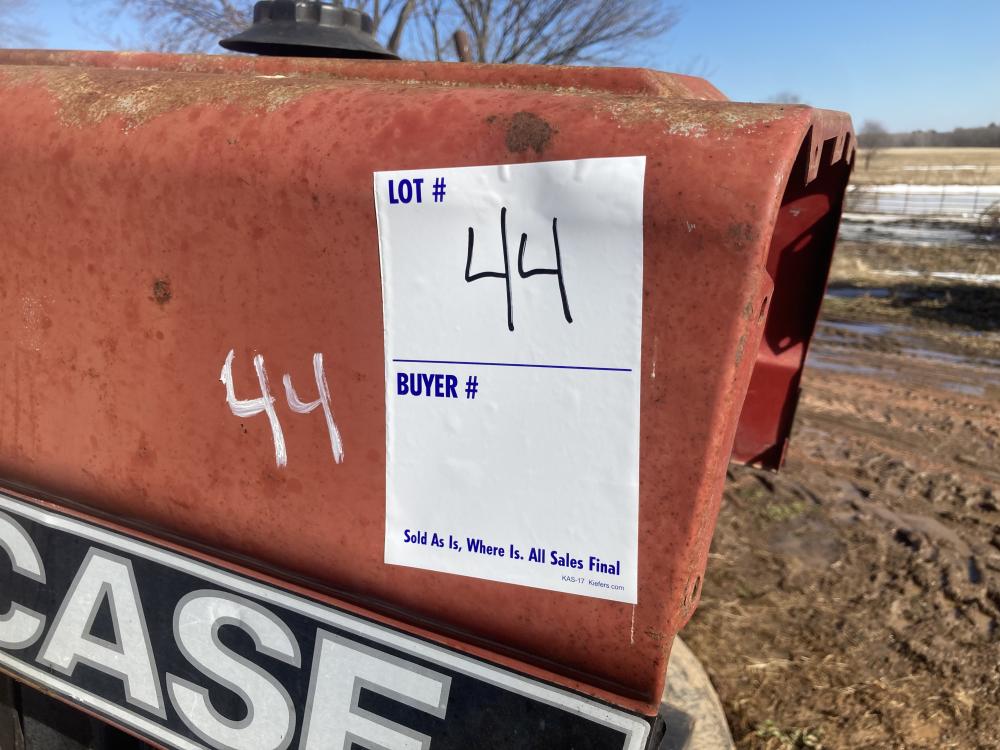 LOT #
44
44
BUYER #
Sold As Is, Where Is. All Sales Final
KAS-17 Kiefers.com
CASE